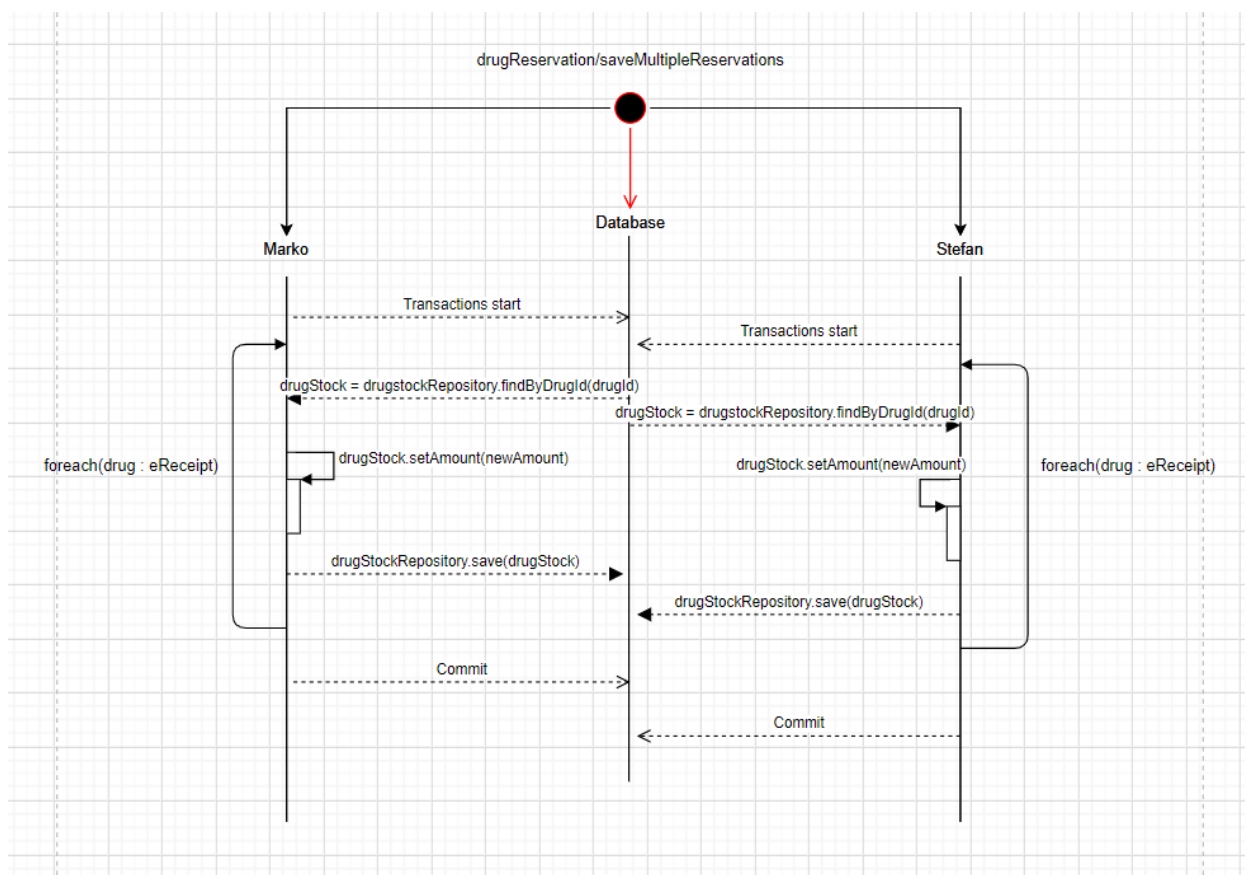 drugReservation/saveMultipleReservations
Database
Marko
Stefan
Transactions start
Transactions start
drugStock = drugstockRepository.findByDrugId(drugId)
drugStock = drugstockRepository.findByDrugId(drugId)
foreach(drug : eReceipt)
drugStock.setAmount(newAmount)
drugStock.setAmount(newAmount)
foreach(drug : eReceipt)
drugStockRepository.save(drugStock)
drugStockRepository.save(drugStock)
Commit
Commit